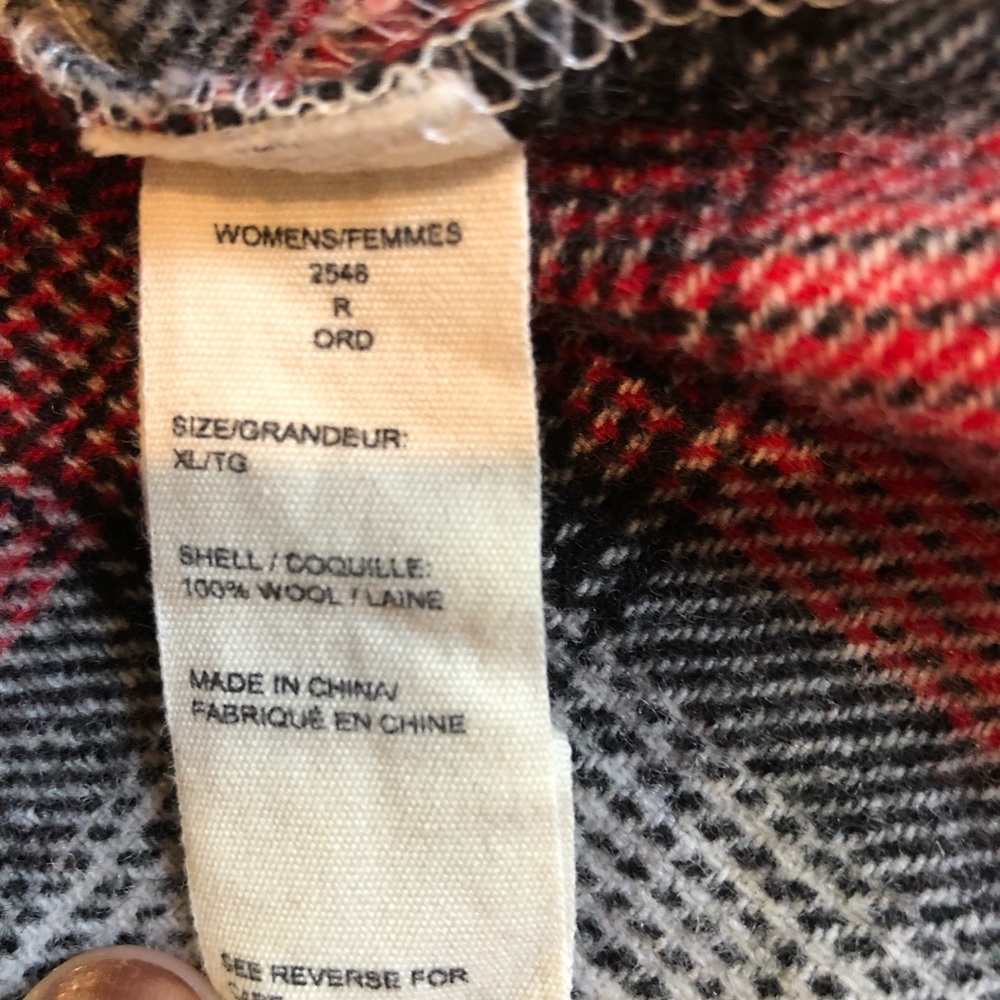 WOMENS/FEMMES
2546
R
ORD
SIZE/GRANDEUR:
XL/TG
SHELL / COQUILLE:
100% WOOL / LAINE
MADE IN CHINA/
FABRIQUÉ EN CHINE
SEE REVERSE FOR
CARE